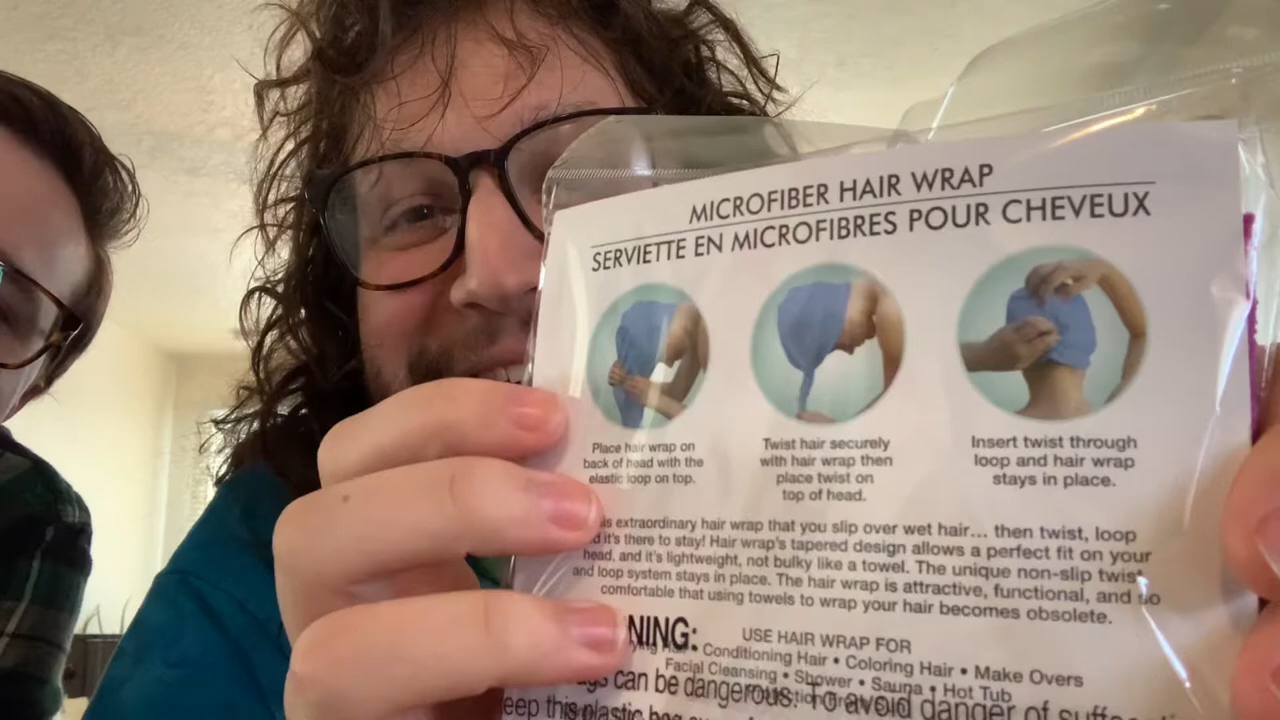 MICROFIBER HAIR WRAP
SERVIETTE EN MICROFIBRES POUR CHEVEUX
Place hair wrap on
back of head with the
elastic loop on top.
Twist hair securely
with hair wrap then
place twist on
top of head.
Insert twist through
loop and hair wrap
stays in place.
is extraordinary hair wrap that you slip over wet hair... then twist, loop
d it's there to stay! Hair wrap's tapered design allows a perfect fit on your
head, and it's lightweight, not bulky like a towel. The unique non-slip twist
and loop system stays in place. The hair wrap is attractive, functional, and so
comfortable that using towels to wrap your hair becomes obsolete.
NING:
USE HAIR WRAP FOR
Conditioning Hair • Coloring Hair • Make Overs
Facial Cleansing • Shower • Sauna • Hot Tub
gs can be dangerous. To avoid danger of
eep this plastic bag